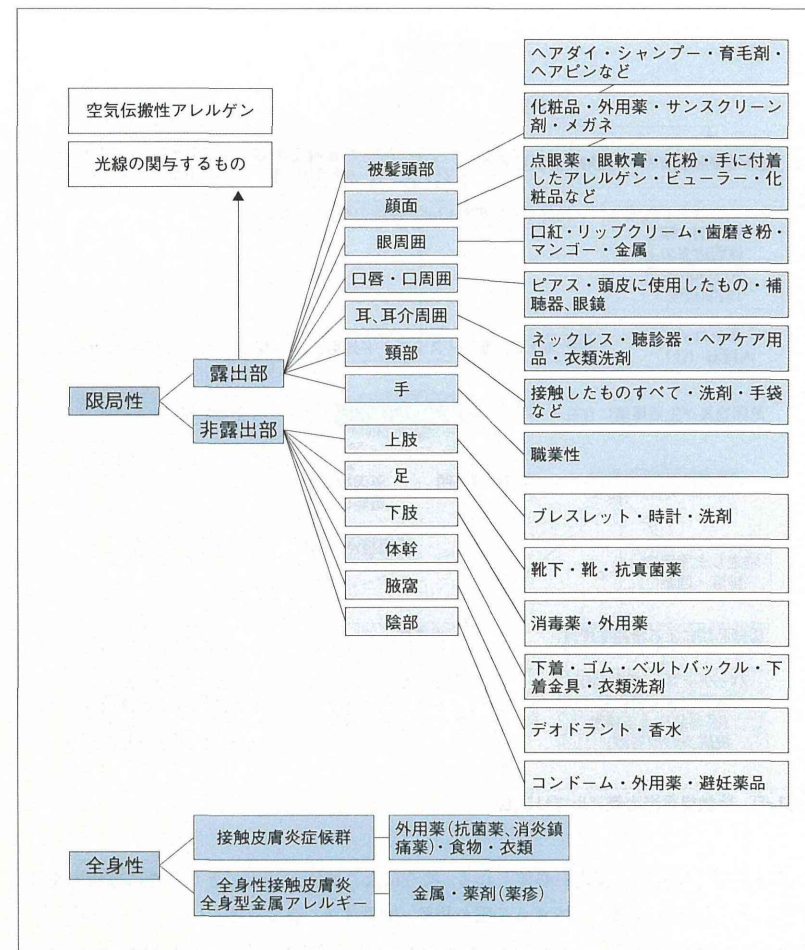 ヘアダイ・シャンプー・育毛剤・
ヘアピンなど
空気伝搬性アレルゲン
化粧品・外用薬・サンスクリーン
剤・メガネ
光線の関与するもの
被髪頭部
点眼薬・眼軟膏・花粉・手に付着
したアレルゲン・ビューラー・化
粧品など
顔面
眼周囲
口紅・リップクリーム・歯磨き粉・
マンゴー・金属
口唇・口周囲
ピアス・頭皮に使用したもの・補
聴器、眼鏡
耳、耳介周囲
ネックレス・聴診器・ヘアケア用
品・衣類洗剤
頸部
露出部
手
接触したものすべて・洗剤・手袋
など
限局性
非露出部
上肢
職業性
足
ブレスレット・時計・洗剤
下肢
靴下・靴・抗真菌薬
体幹
腋窩
消毒薬・外用薬
陰部
下着・ゴム・ベルトバックル・下
着金具・衣類洗剤
デオドラント・香水
コンドーム・外用薬・避妊薬品
全身性
接触皮膚炎症候群
外用薬(抗菌薬、消炎鎮
痛薬)・食物・衣類
全身性接触皮膚炎
全身型金属アレルギー
金属・薬剤(薬疹)